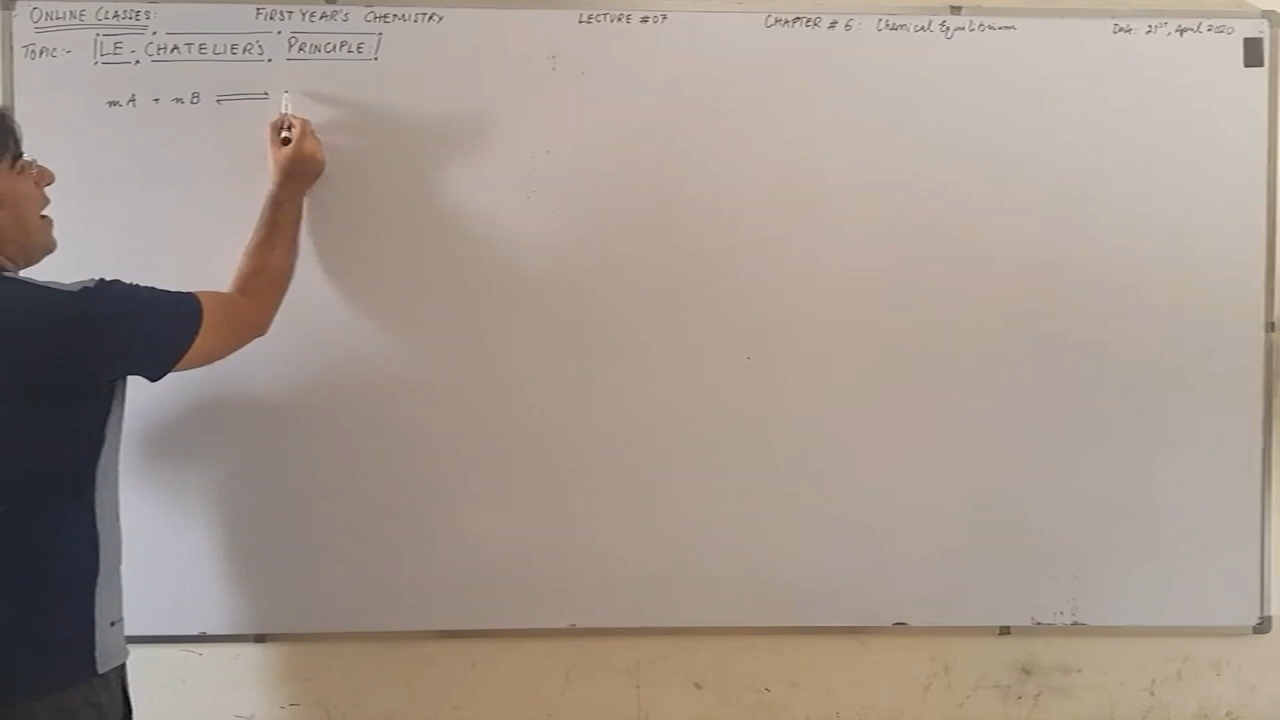 ONLINE CLASSES: FIRST YEAR'S CHEMISTRY LECTURE #07 CHAPTER # 6: Chemical Equilibrium Date: 21ST, April 2020
TOPIC:- LE-CHATELIER'S PRINCIPLE:
mA + nB ⇌